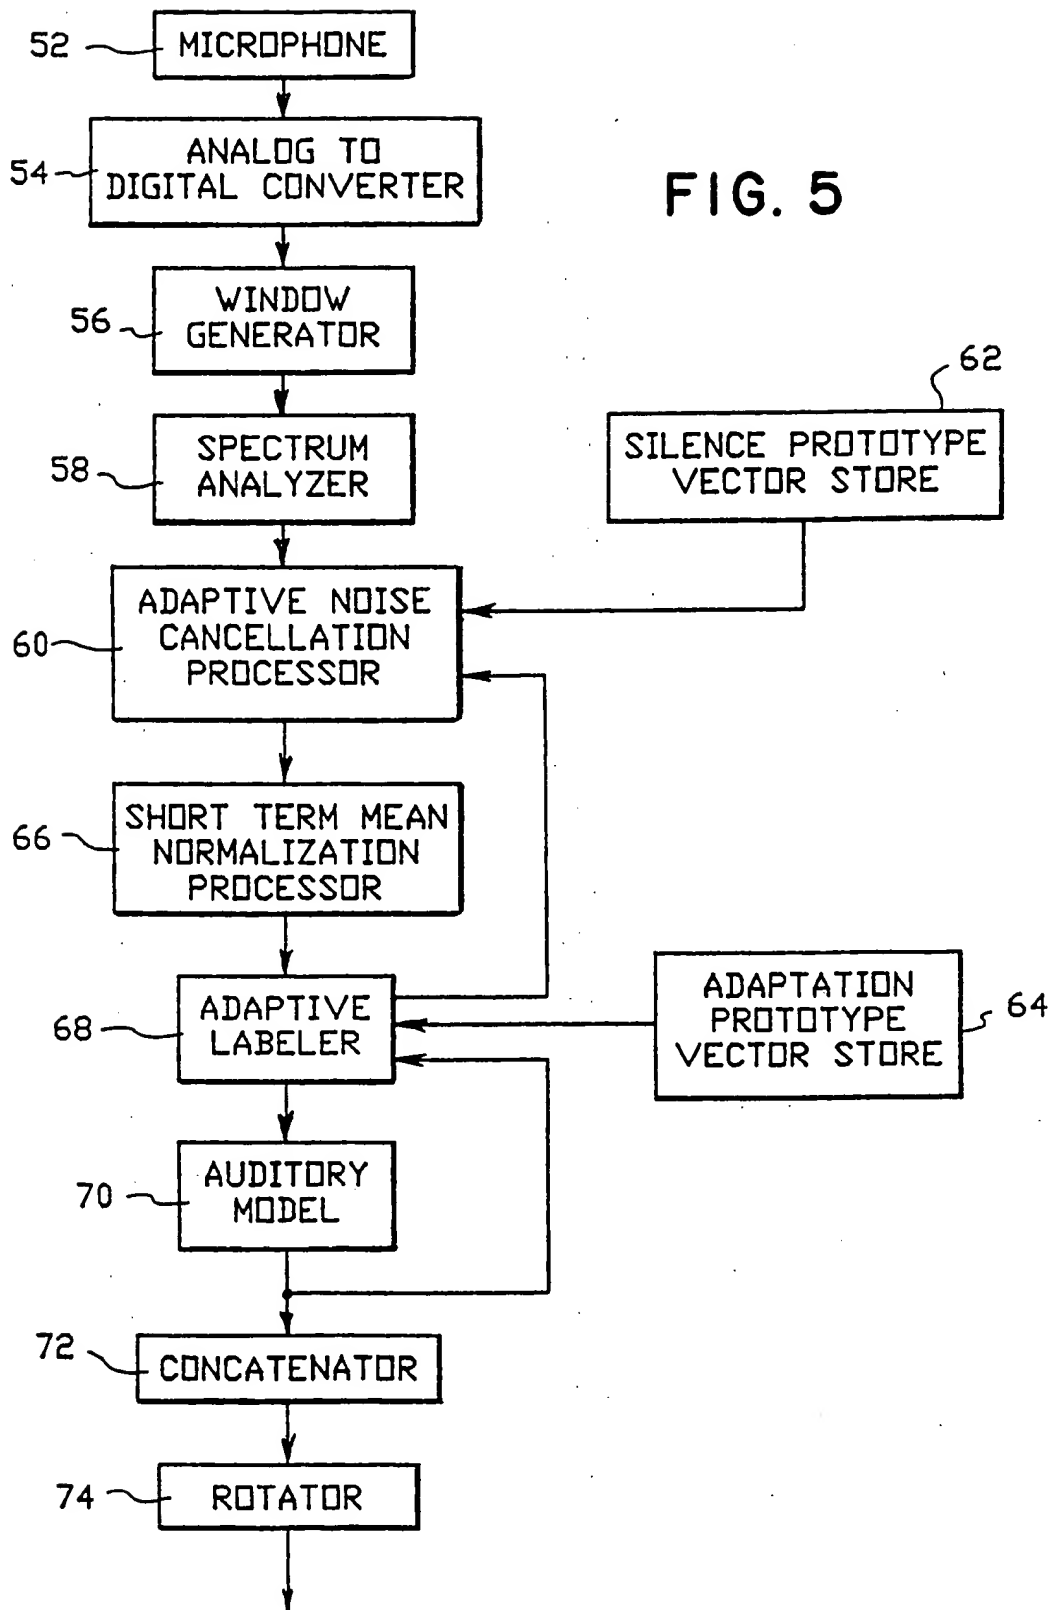 52
MICROPHONE
54
ANALOG TO
DIGITAL CONVERTER
FIG. 5
56
WINDOW
GENERATOR
58
SPECTRUM
ANALYZER
62
SILENCE PROTOTYPE
VECTOR STORE
60
ADAPTIVE NOISE
CANCELLATION
PROCESSOR
66
SHORT TERM MEAN
NORMALIZATION
PROCESSOR
68
ADAPTIVE
LABELER
ADAPTATION
PROTOTYPE
VECTOR STORE
64
70
AUDITORY
MODEL
72
CONCATENATOR
74
ROTATOR